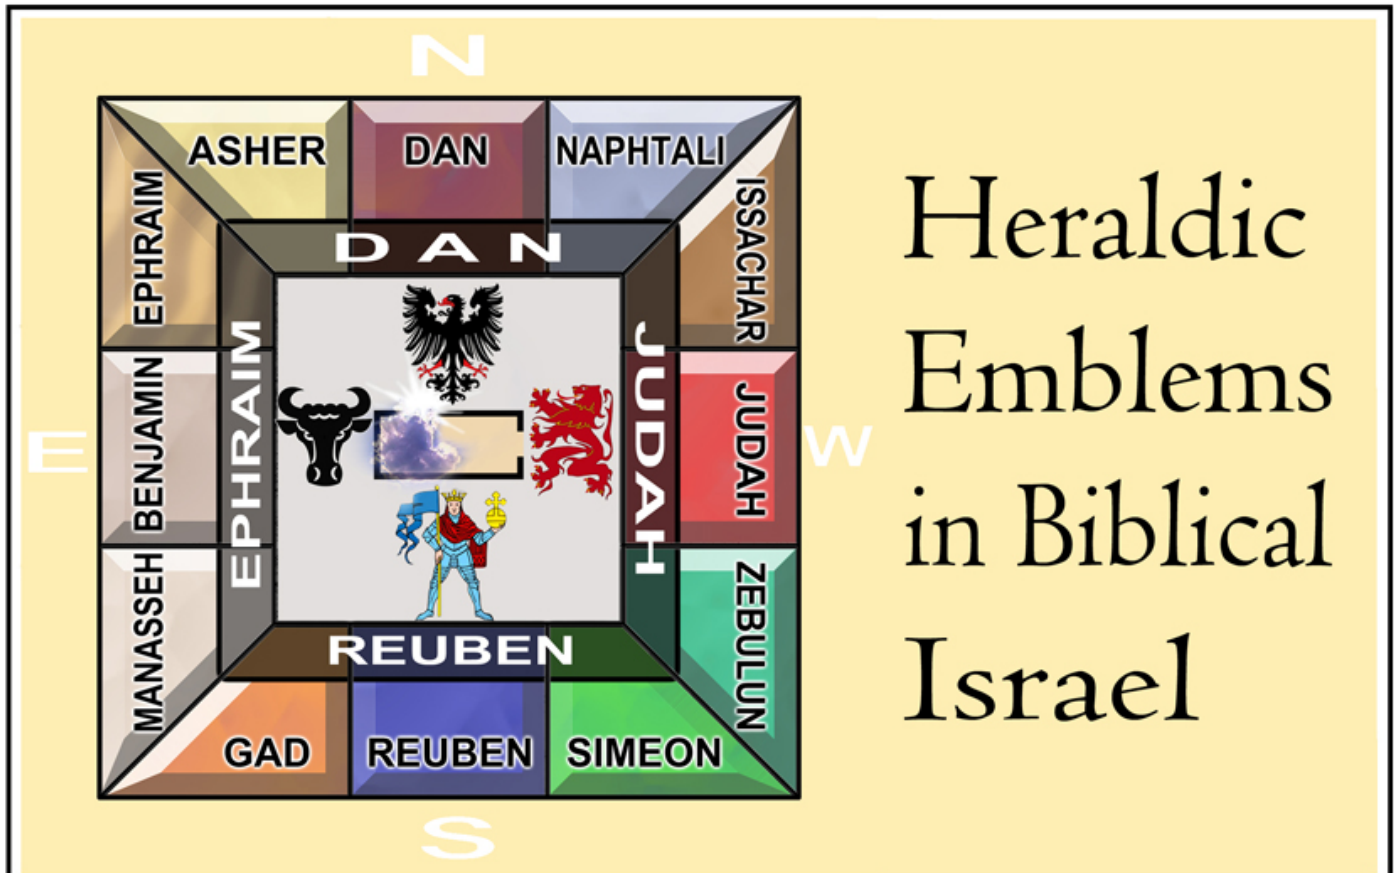 N
ASHER
DAN
NAPHTALI
EPHRAIM
ISSACHAR
DAN
EPHRAIM
JUDAH
BENJAMIN
JUDAH
E
W
MANASSEH
ZEBULUN
REUBEN
GAD
REUBEN
SIMEON
S
Heraldic
Emblems
in Biblical
Israel